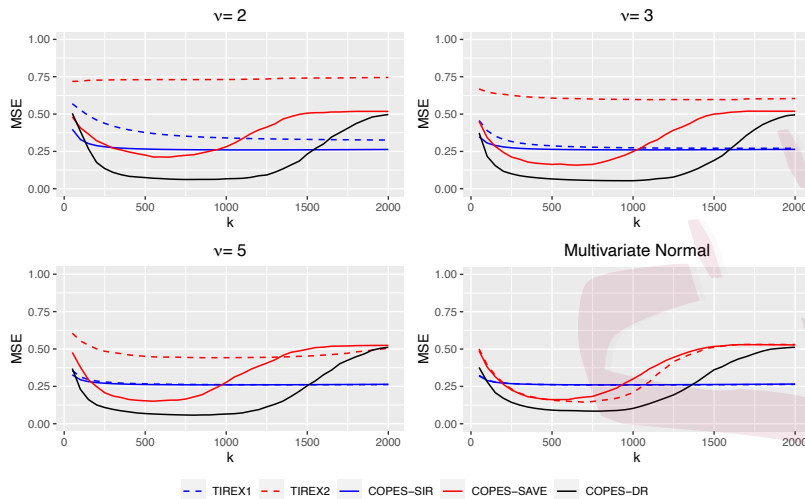 ν= 2
ν= 3
1.00
0.75
0.50
0.25
0.00
MSE
0
500
1000
1500
2000
k
1.00
0.75
0.50
0.25
0.00
MSE
0
500
1000
1500
2000
k
ν= 5
Multivariate Normal
1.00
0.75
0.50
0.25
0.00
MSE
0
500
1000
1500
2000
k
1.00
0.75
0.50
0.25
0.00
MSE
0
500
1000
1500
2000
k
TIREX1
TIREX2
COPES−SIR
COPES−SAVE
COPES−DR